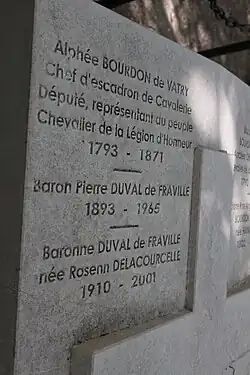 Alphée BOURDON de VATRY
Chef d'escadron de Cavalerie
Député, représentant au peuple
Chevalier de la Légion d'Honneur
1793 - 1871
Baron Pierre DUVAL de FRAVILLE
1893 - 1965
Baronne DUVAL de FRAVILLE
née Rosenn DELACOURCELLE
1910 - 2001